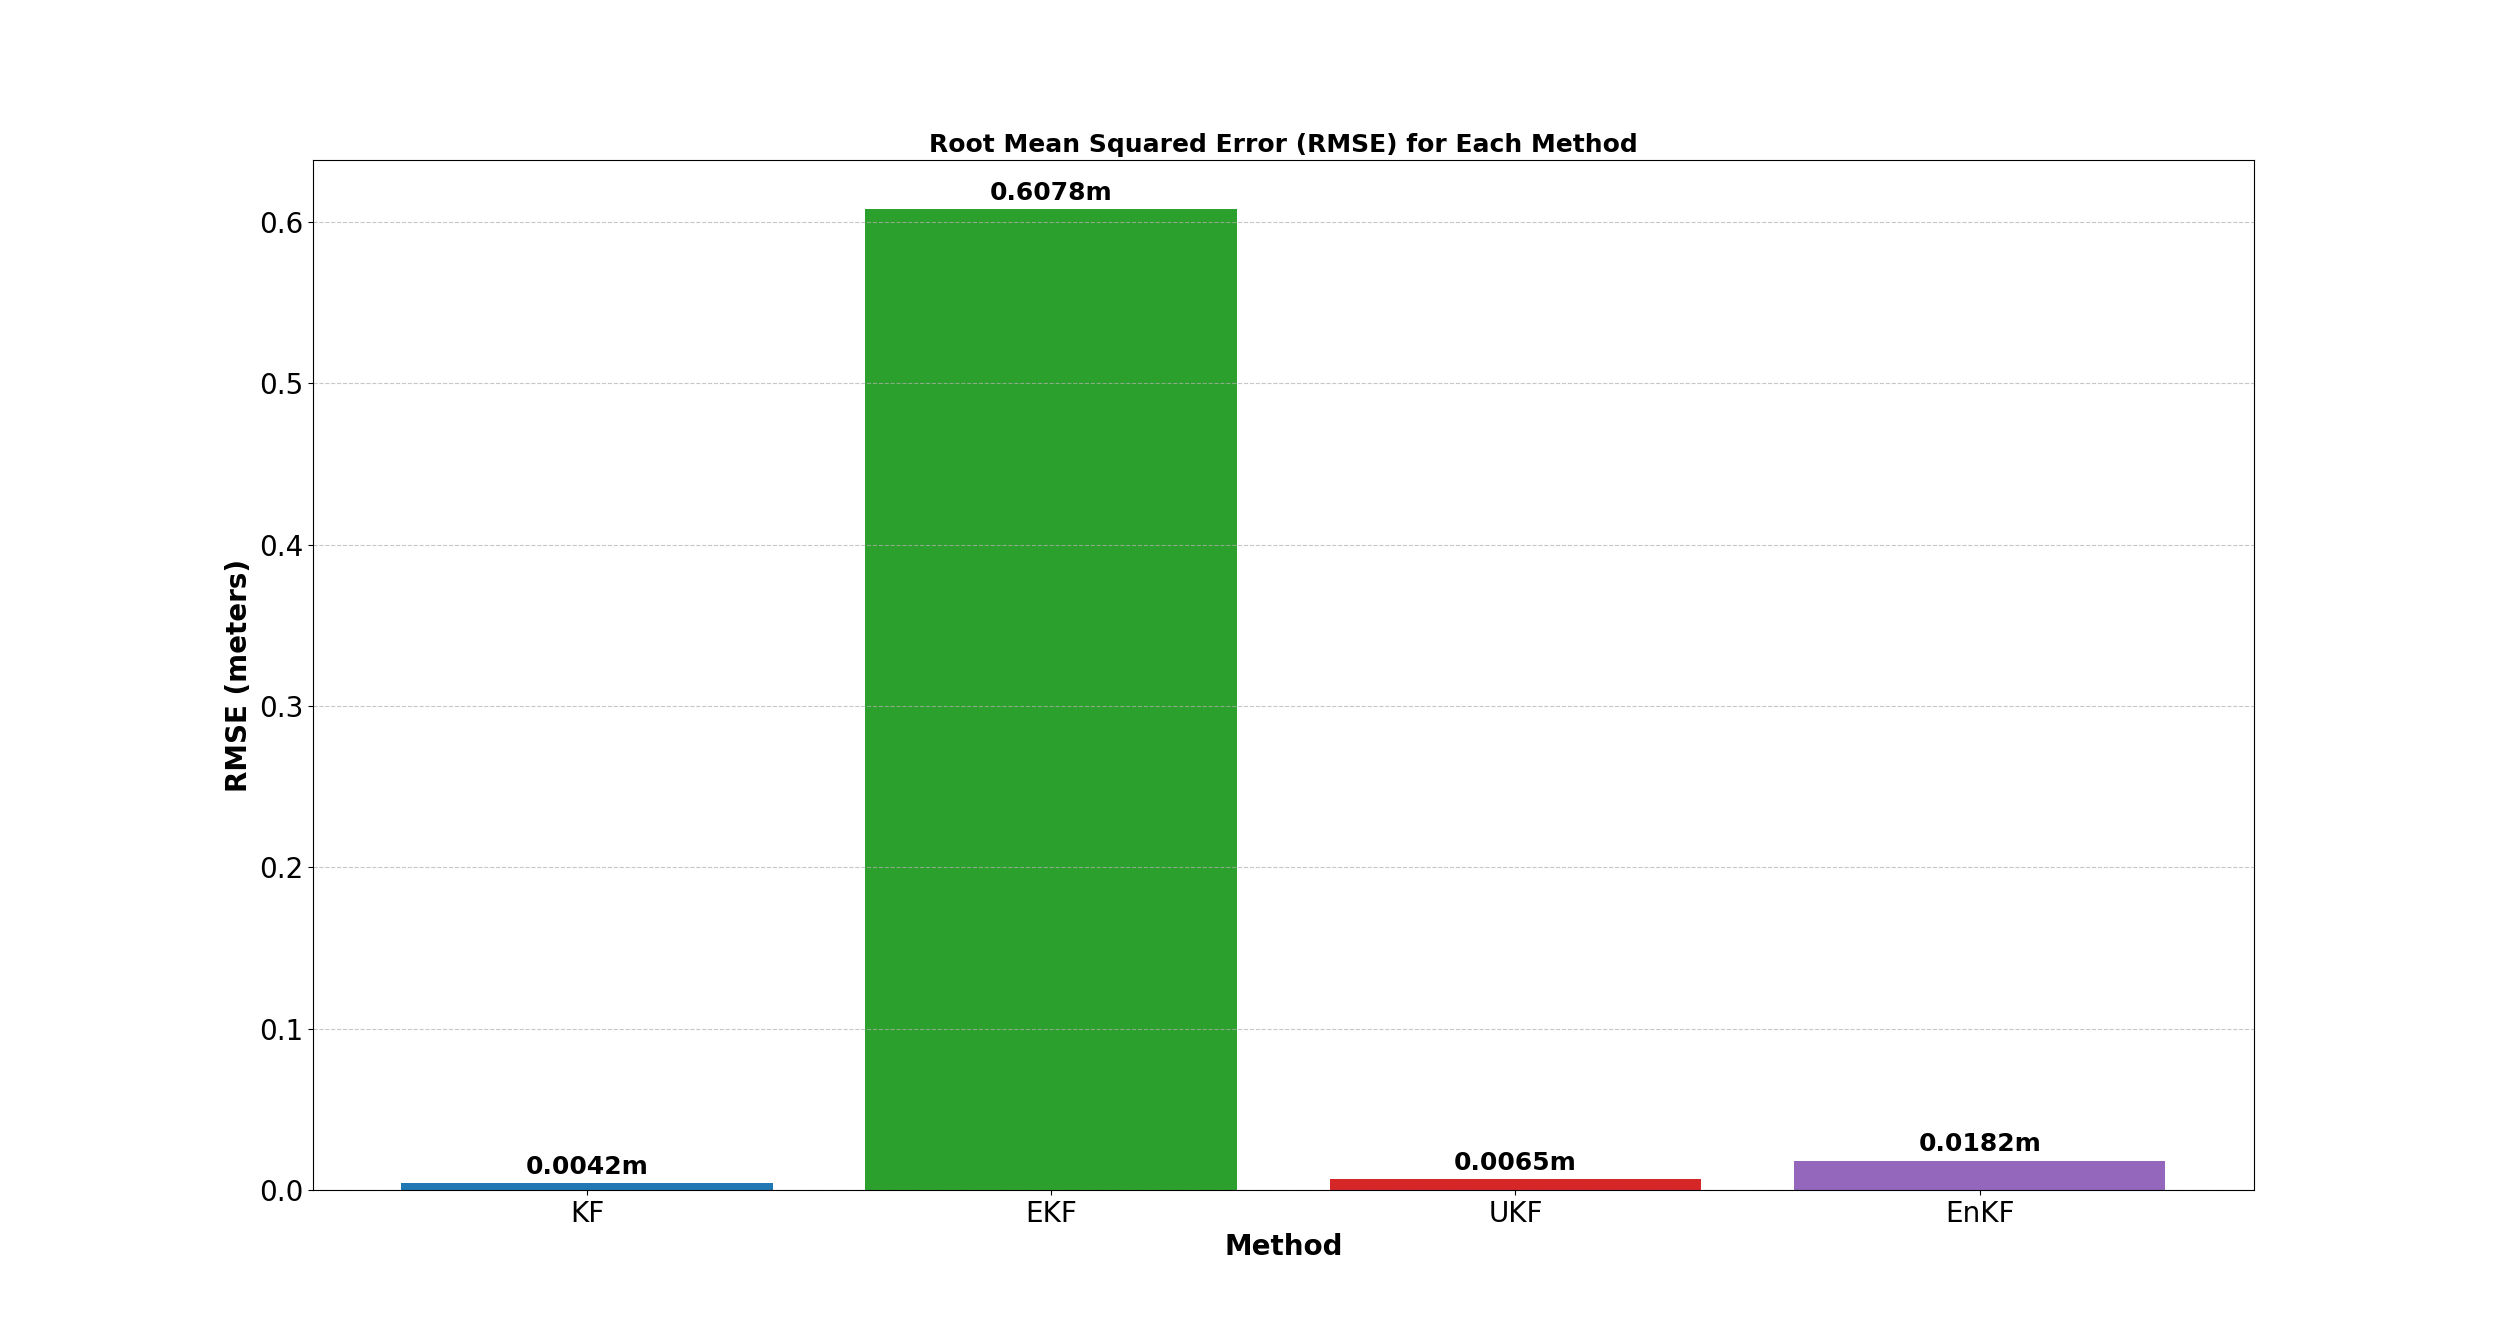 Root Mean Squared Error (RMSE) for Each Method
0.6078m
0.6
0.5
0.4
0.3
0.2
0.1
0.0
RMSE (meters)
0.0042m
0.0065m
0.0182m
KF
EKF
UKF
EnKF
Method